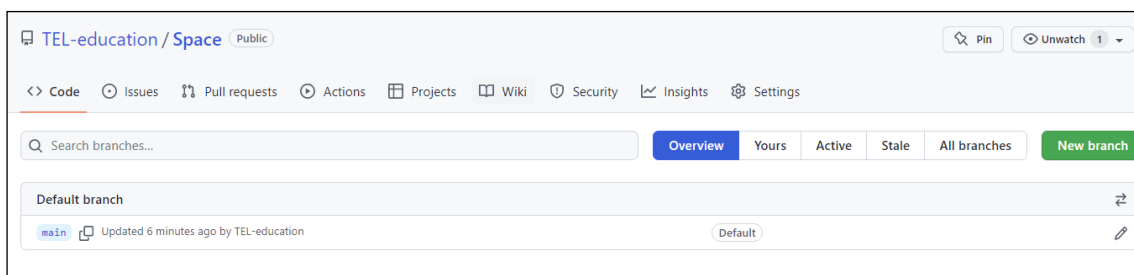 TEL-education / Space Public Pin Unwatch 1
Code Issues Pull requests Actions Projects Wiki Security Insights Settings
Search branches... Overview Yours Active Stale All branches New branch
Default branch
main Updated 6 minutes ago by TEL-education Default